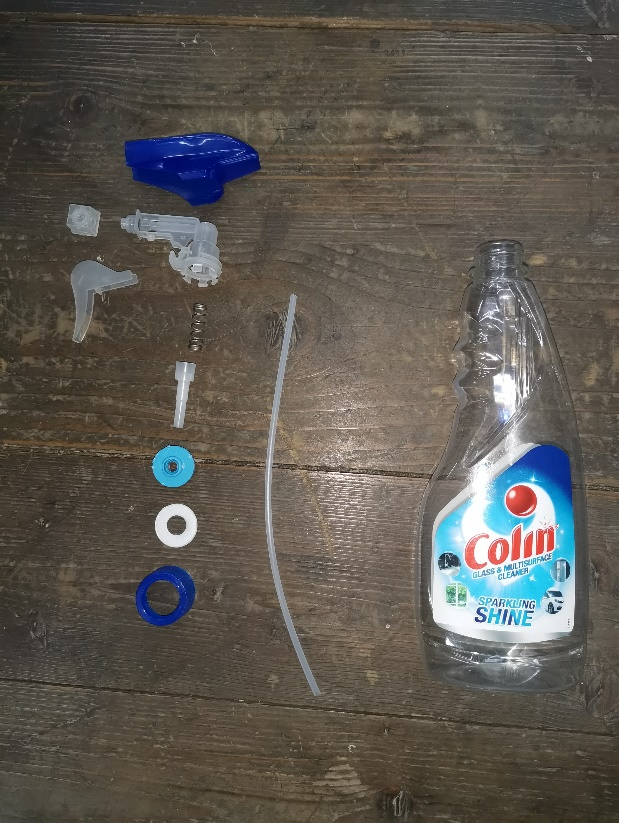 Colin
GLASS & MULTISURFACE
CLEANER
SPARKLING
SHINE